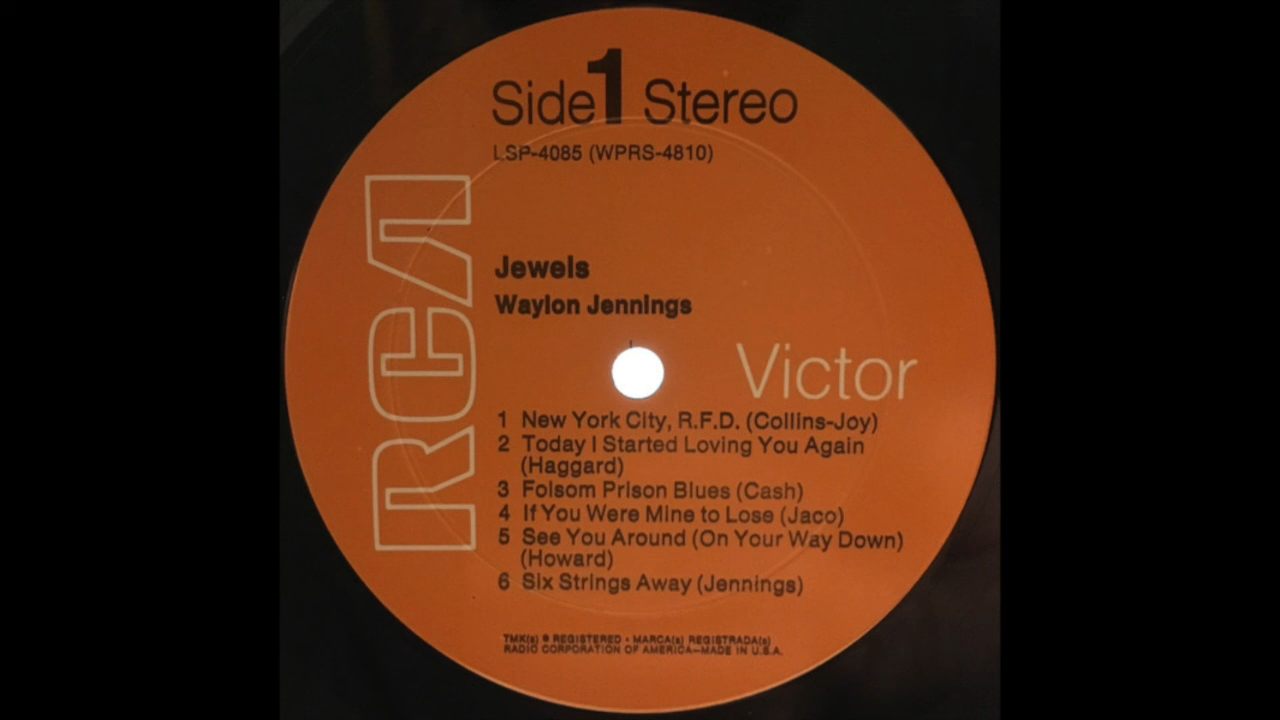 Side 1 Stereo
LSP-4085 (WPRS-4810)
RCA
Jewels
Waylon Jennings
Victor
1 New York City, R.F.D. (Collins-Joy)
2 Today I Started Loving You Again
(Haggard)
3 Folsom Prison Blues (Cash)
4 If You Were Mine to Lose (Jaco)
5 See You Around (On Your Way Down)
(Howard)
6 Six Strings Away (Jennings)
TMK(s) ® REGISTERED • MARCA(s) REGISTRADA(s)
RADIO CORPORATION OF AMERICA—MADE IN U.S.A.